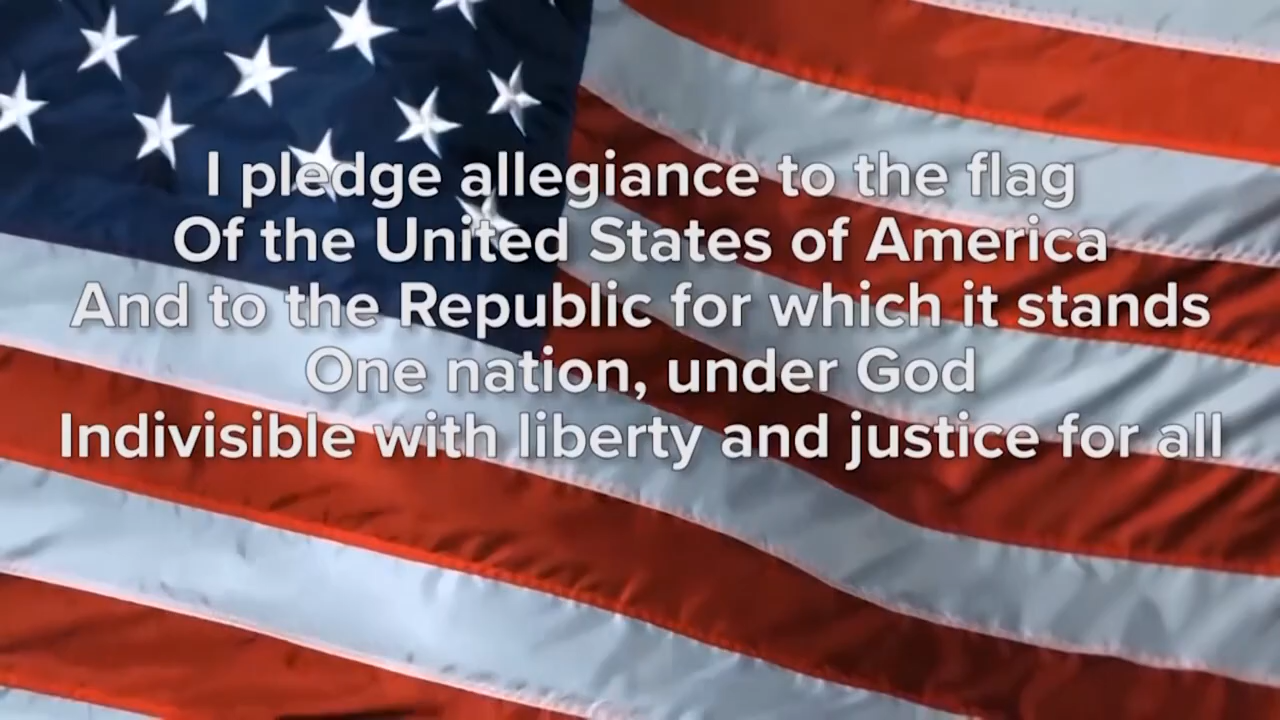 I pledge allegiance to the flag
Of the United States of America
And to the Republic for which it stands
One nation, under God
Indivisible with liberty and justice for all